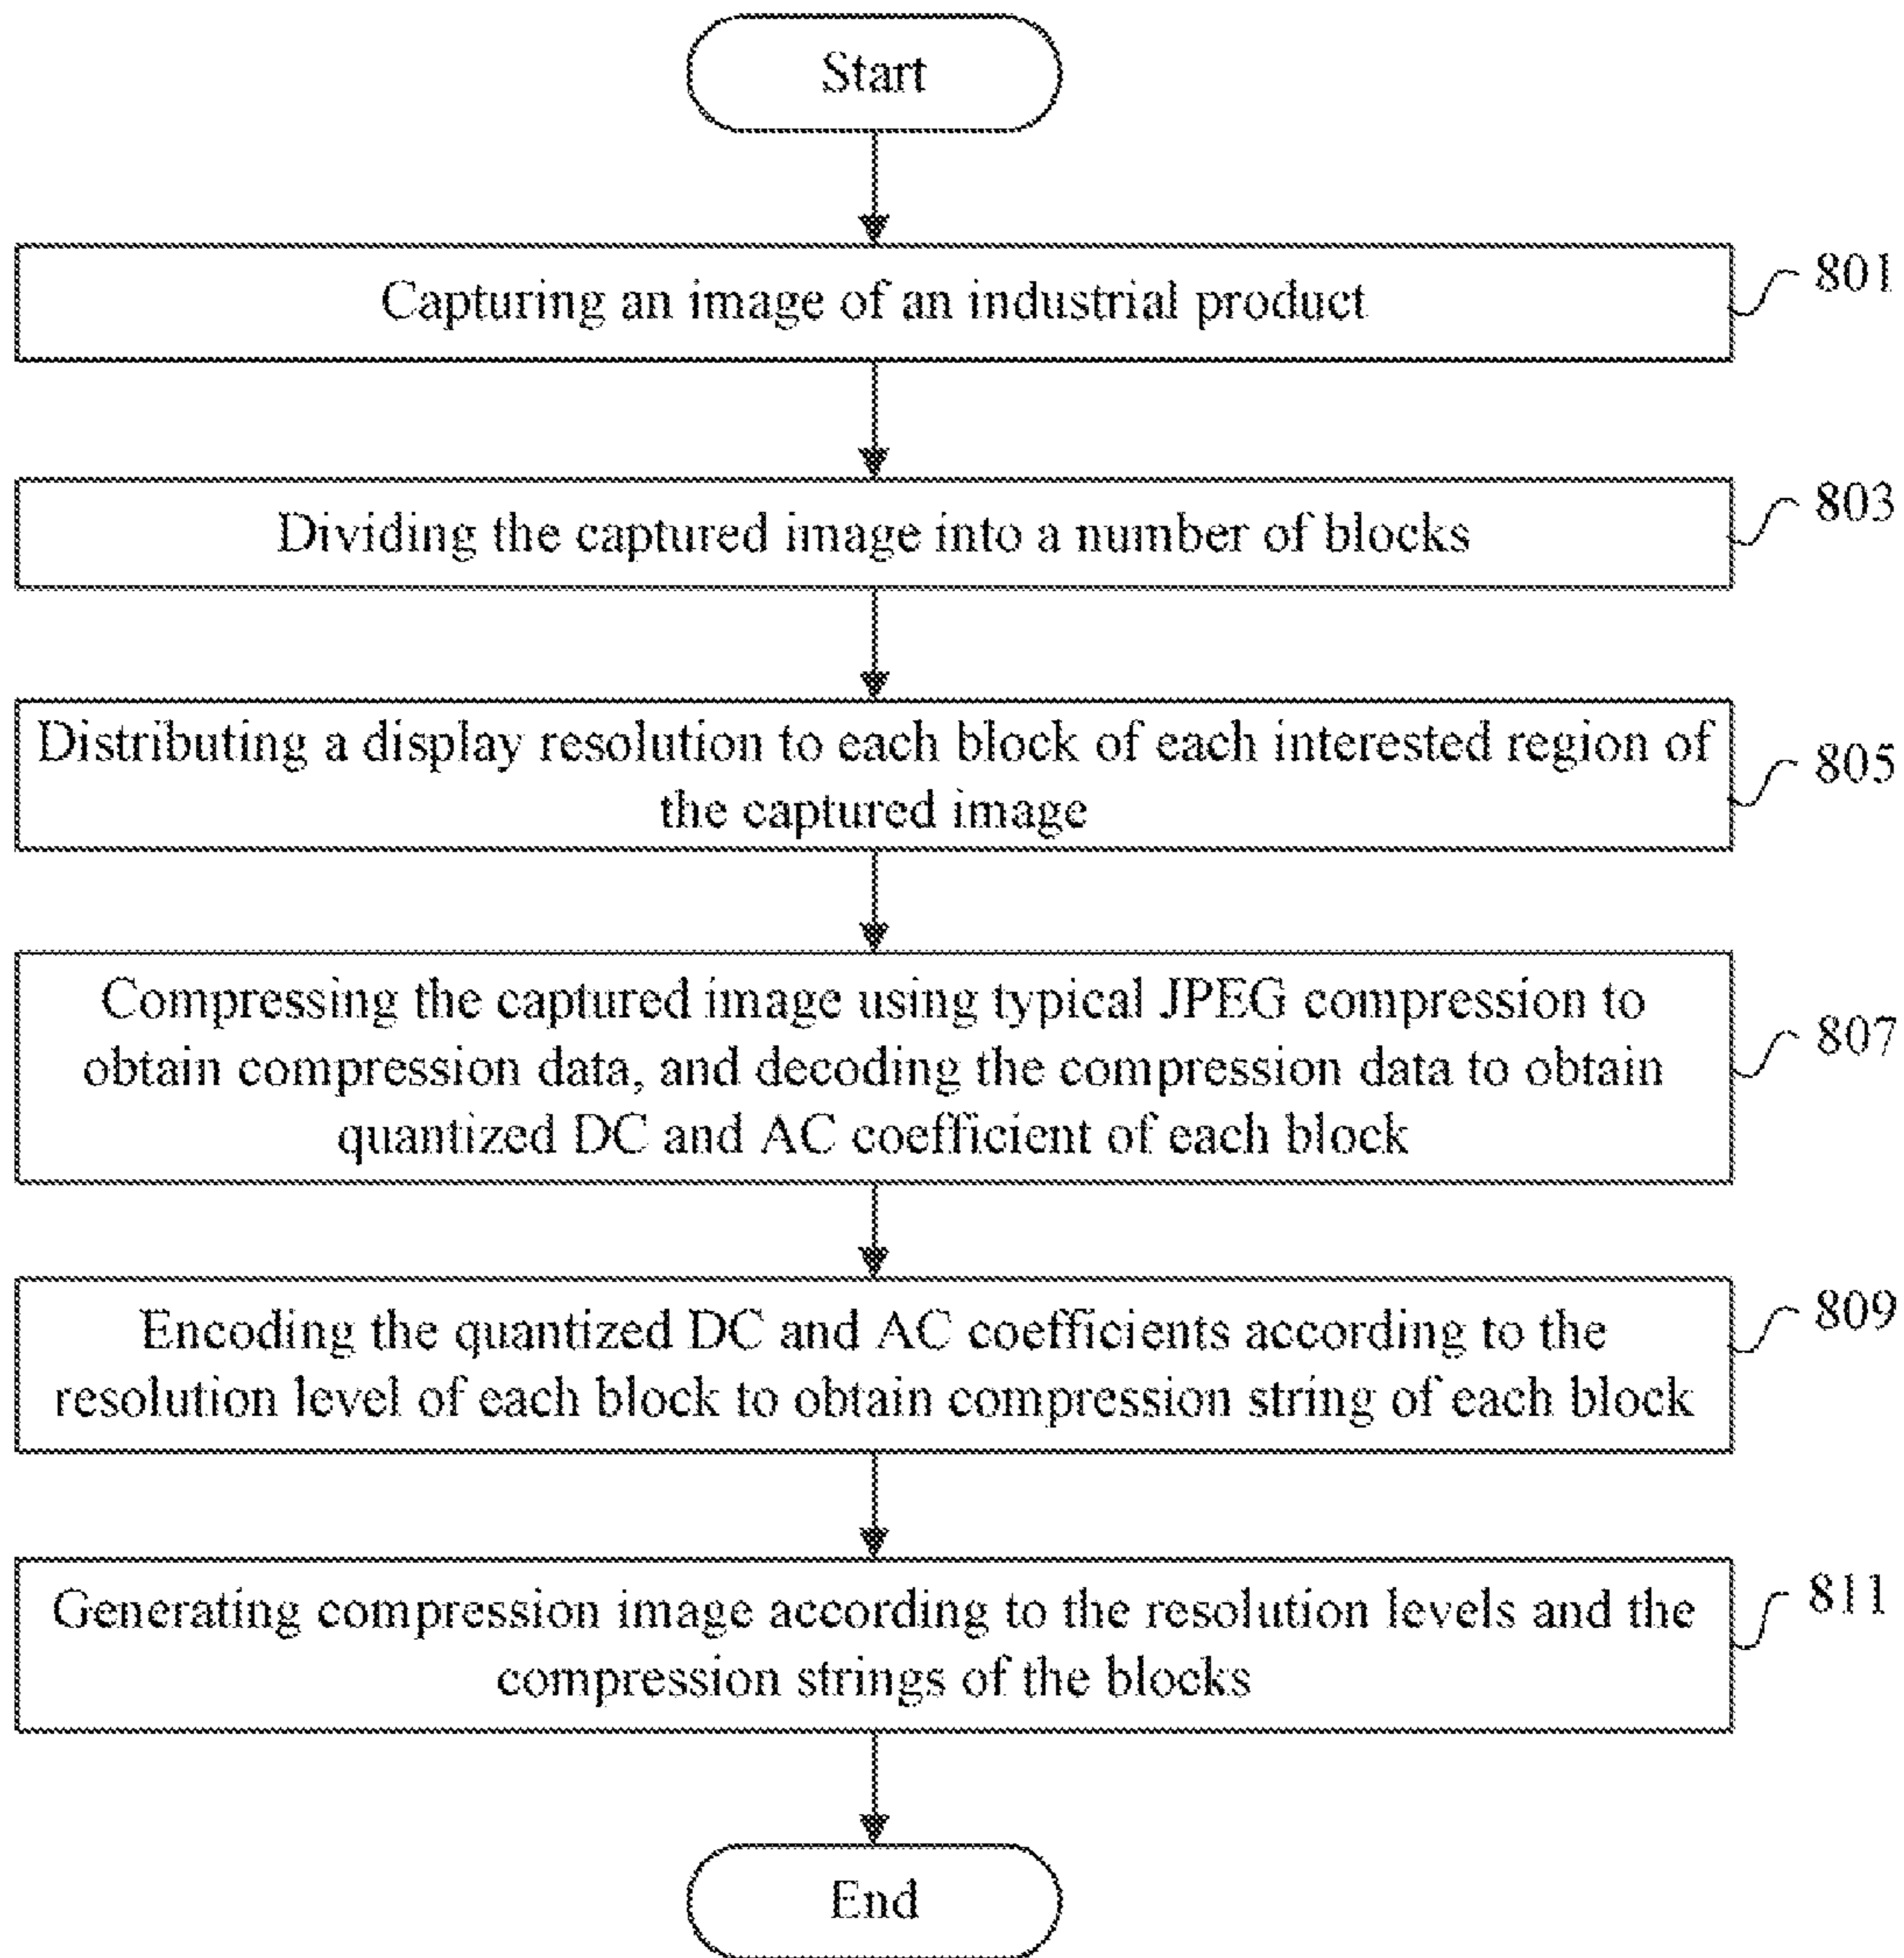 Start
Capturing an image of an industrial product
801
Dividing the captured image into a number of blocks
803
Distributing a display resolution to each block of each interested region of
the captured image
805
Compressing the captured image using typical JPEG compression to
obtain compression data, and decoding the compression data to obtain
quantized DC and AC coefficient of each block
807
Encoding the quantized DC and AC coefficients according to the
resolution level of each block to obtain compression string of each block
809
Generating compression image according to the resolution levels and the
compression strings of the blocks
811
End